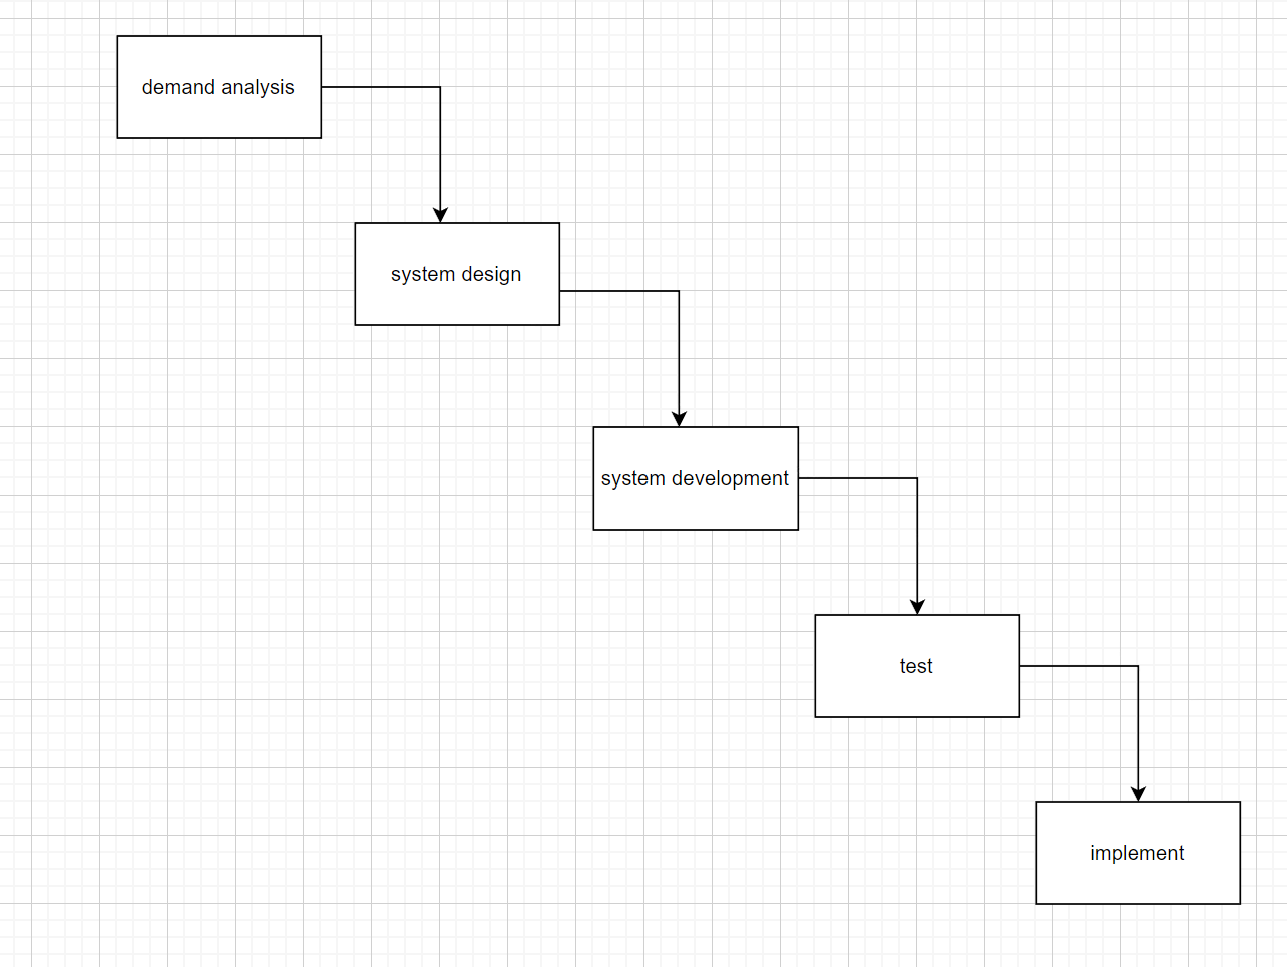 demand analysis
system design
system development
test
implement